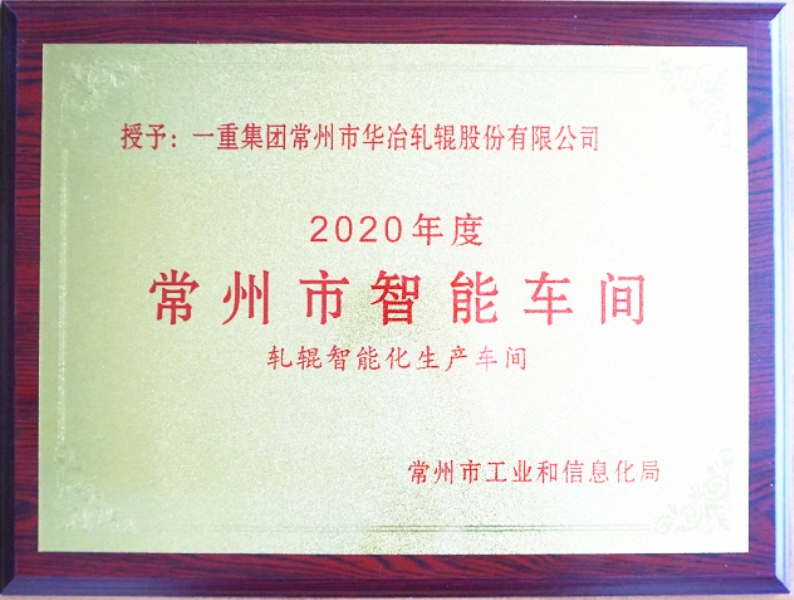 授予：一重集团常州市华冶轧辊股份有限公司
2020年度
常州市智能车间
轧辊智能化生产车间
常州市工业和信息化局